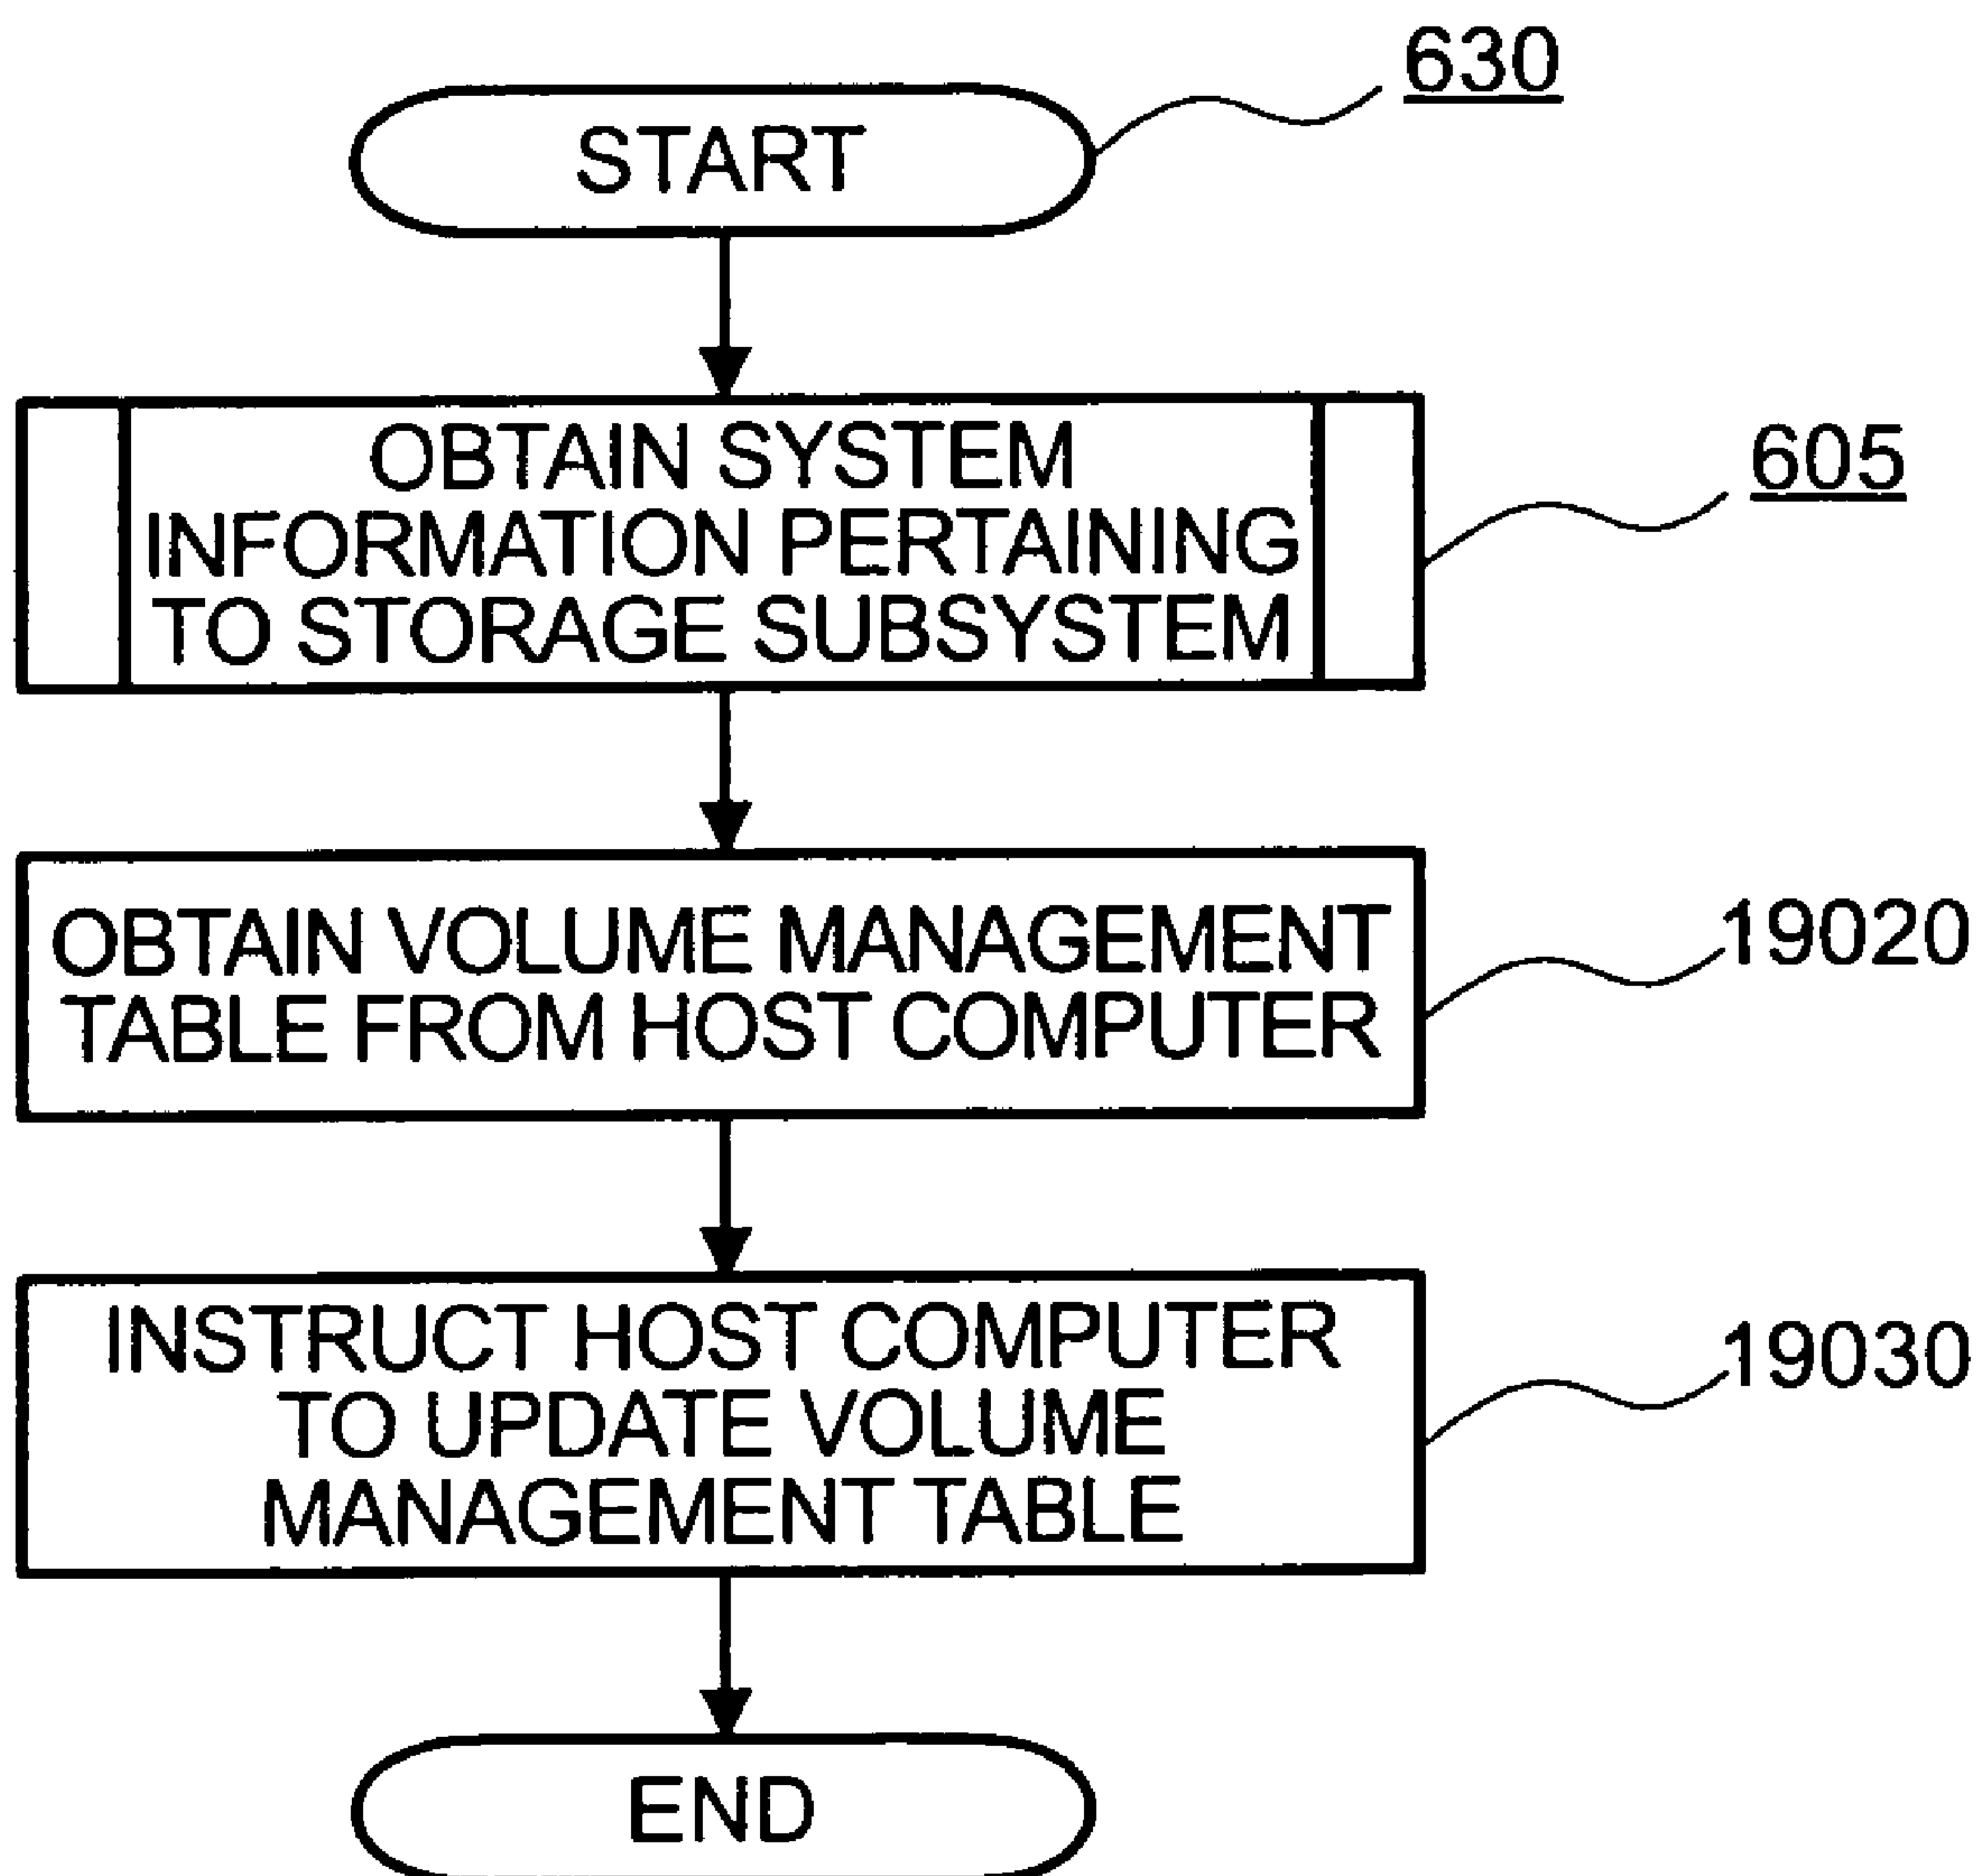 630
START
605
OBTAIN SYSTEM
INFORMATION PERTAINING
TO STORAGE SUBSYSTEM
19020
OBTAIN VOLUME MANAGEMENT
TABLE FROM HOST COMPUTER
19030
INSTRUCT HOST COMPUTER
TO UPDATE VOLUME
MANAGEMENT TABLE
END